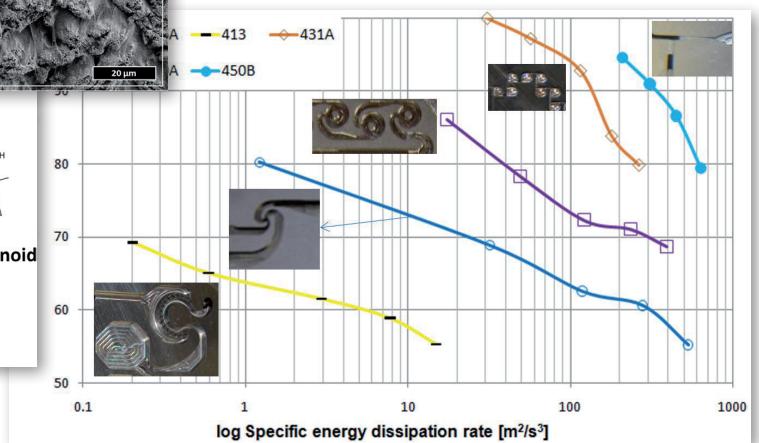 A 413 431A
20 µm
A 450B
90
H
80
70
noid
60
50
0.1 1 10 100 1000
log Specific energy dissipation rate [m²/s³]